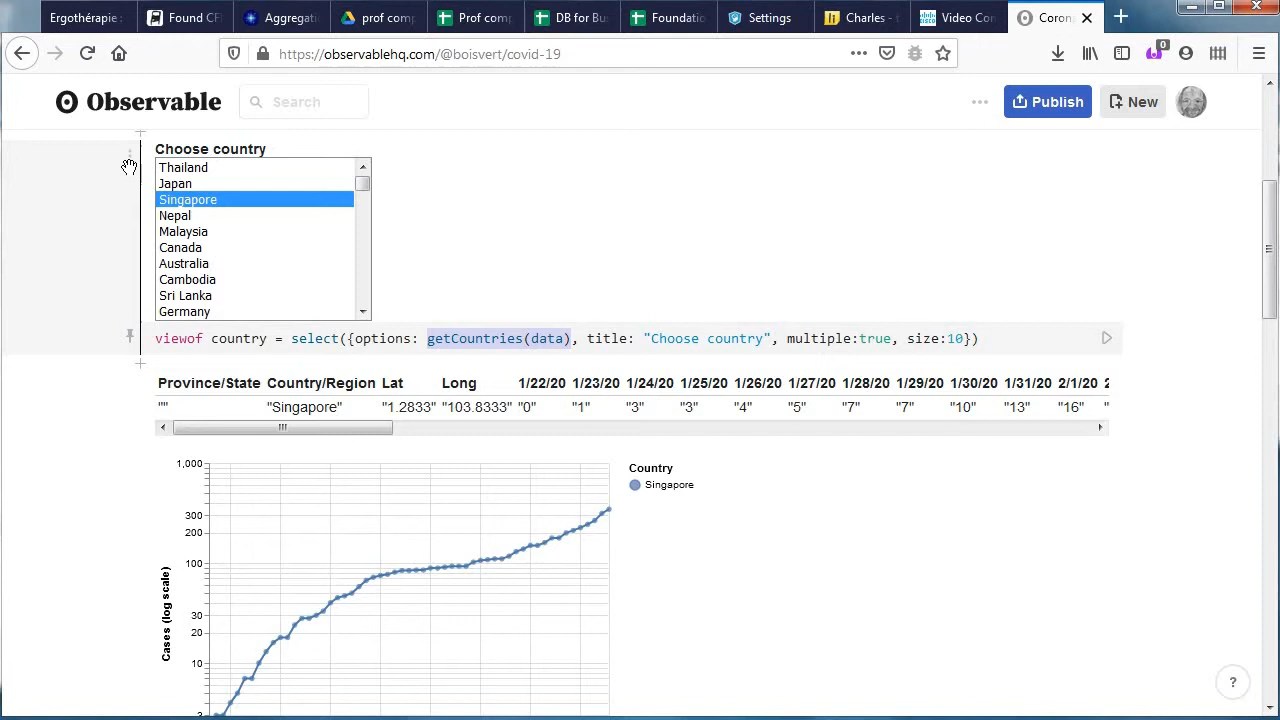 Ergothérapie Found CF Aggregati prof comp Prof comp DB for Bu Foundatio Settings Charles - Video Con Coron
https://observablehq.com/@boisvert/covid-19
0
Observable
Search
Publish
New
Choose country
Thailand
Japan
Singapore
Nepal
Malaysia
Canada
Australia
Cambodia
Sri Lanka
Germany
viewof country = select({options: getCountries(data), title: "Choose country", multiple:true, size:10})
Province/State Country/Region Lat Long 1/22/20 1/23/20 1/24/20 1/25/20 1/26/20 1/27/20 1/28/20 1/29/20 1/30/20 1/31/20 2/1/20 2
"" "Singapore" "1.2833" "103.8333" "0" "1" "3" "3" "4" "5" "7" "7" "10" "13" "16" "
1,000
300
200
100
30
20
10
3
Cases (log scale)
Country
Singapore
?